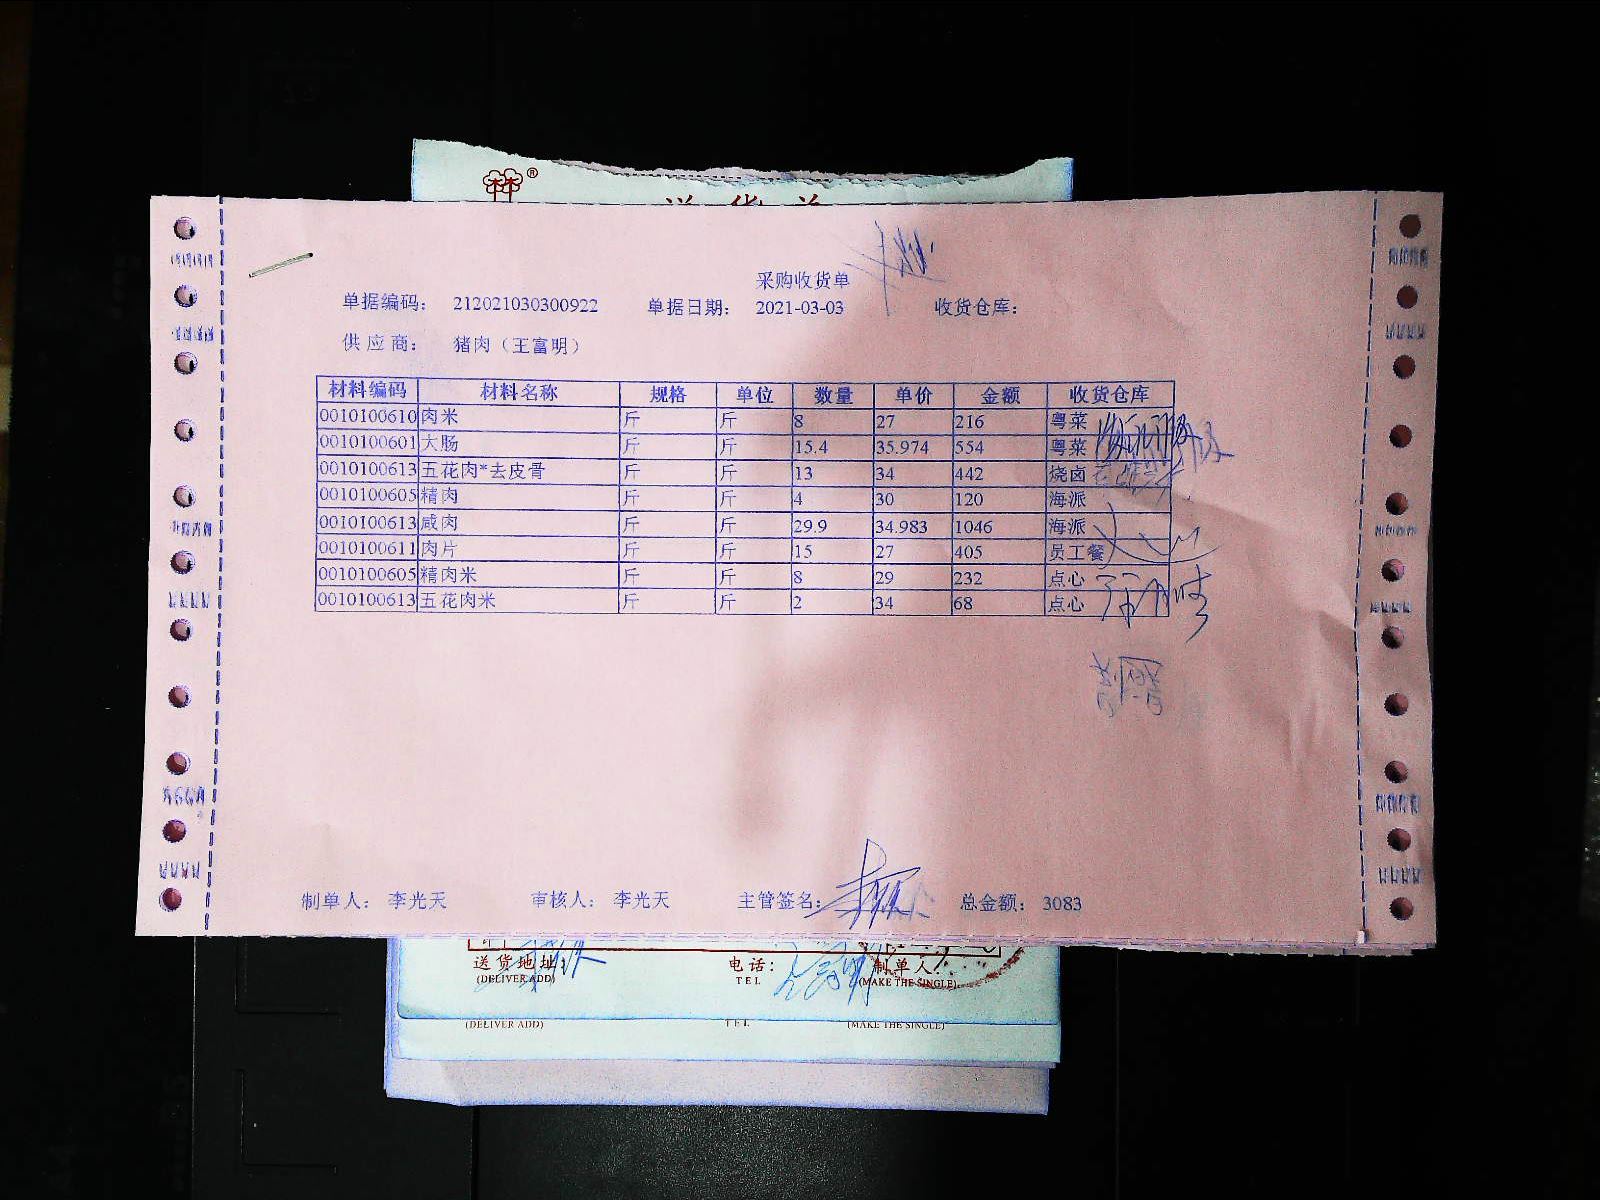 采购收货单
单据编码: 212021030300922 单据日期: 2021-03-03 收货仓库:
供应商: 猪肉(王富明)
材料编码 材料名称 规格 单位 数量 单价 金额 收货仓库
0010100610 肉米 斤 斤 8 27 216 粤菜
0010100601 大肠 斤 斤 15.4 35.974 554 粤菜
0010100613 五花肉*去皮骨 斤 斤 13 34 442 烧卤
0010100605 精肉 斤 斤 4 30 120 海派
0010100613 咸肉 斤 斤 29.9 34.983 1046 海派
0010100611 肉片 斤 斤 15 27 405 员工餐
0010100605 精肉米 斤 斤 8 29 232 点心
0010100613 五花肉米 斤 斤 2 34 68 点心
制单人: 李光天 审核人: 李光天 主管签名: 总金额: 3083
送货地址: 电话: 制单人:
(DELIVER ADD) TEL (MAKE THE SINGLE)
(DELIVER ADD) TEL (MAKE THE SINGLE)